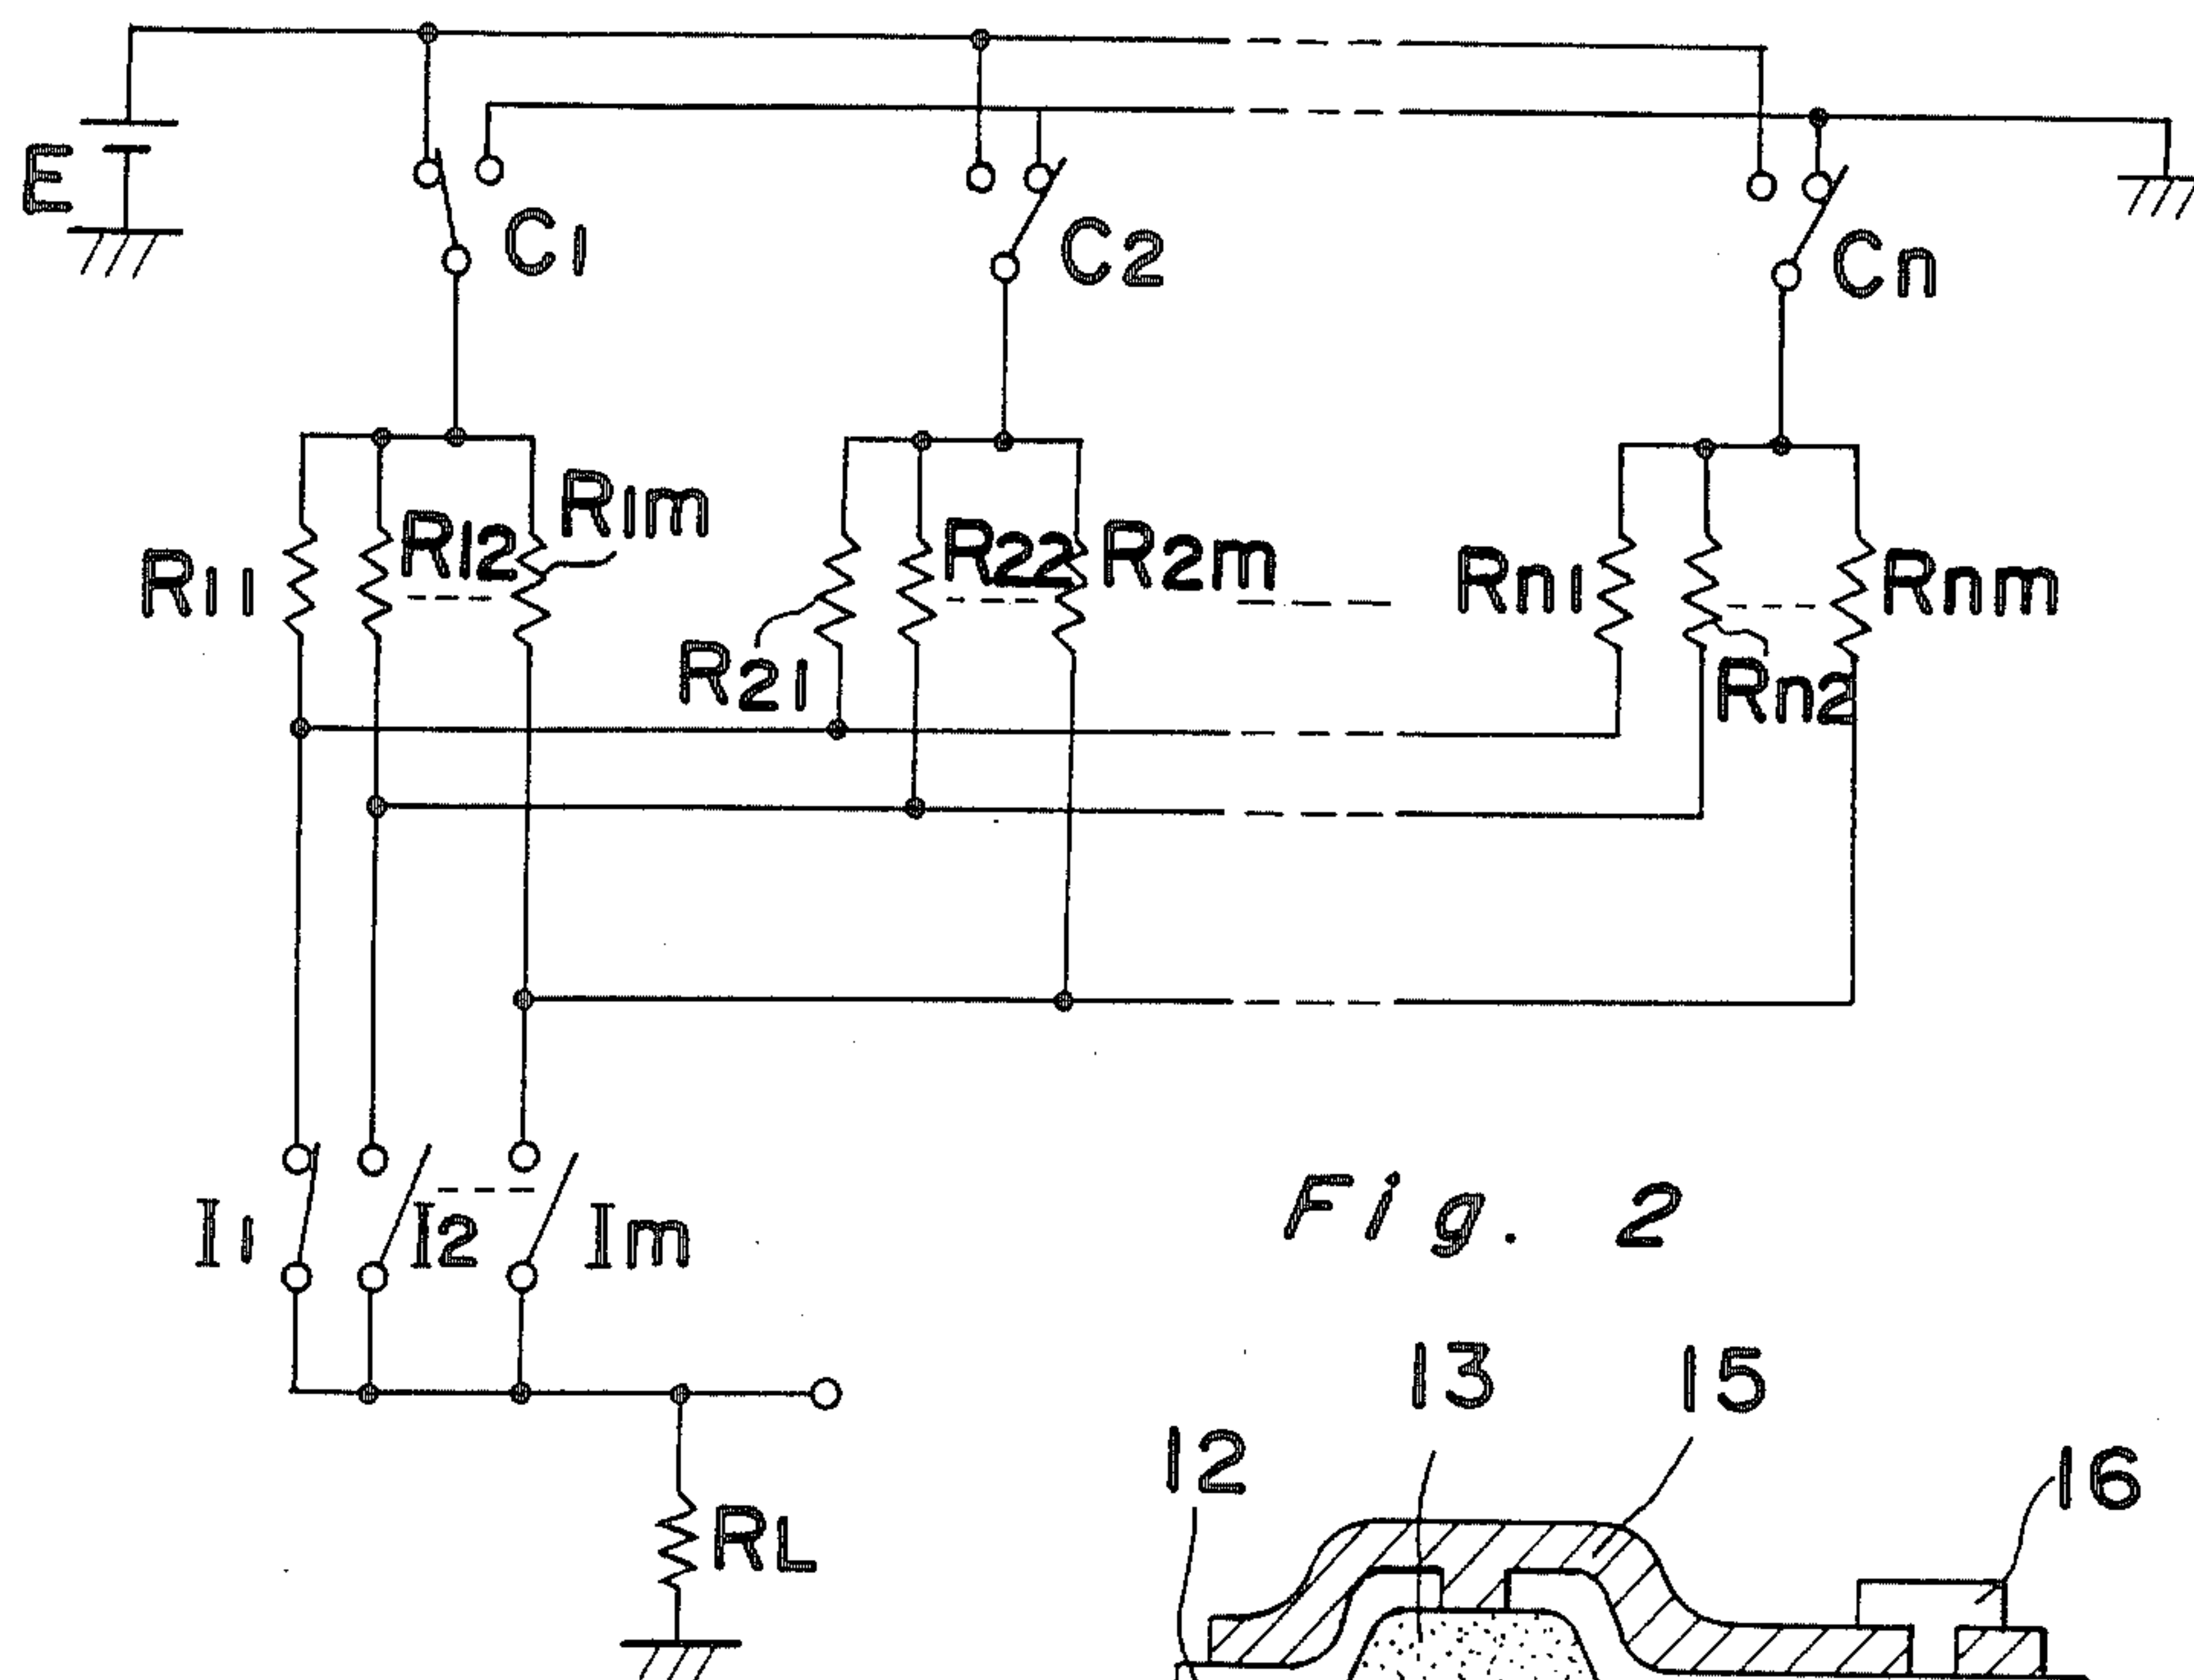 E
C1
C2
Cn
R11
R12
R1m
R21
R22
R2m
Rn1
Rn2
Rnm
I1
I2
Im
RL
Fig. 2
12
13
15
16